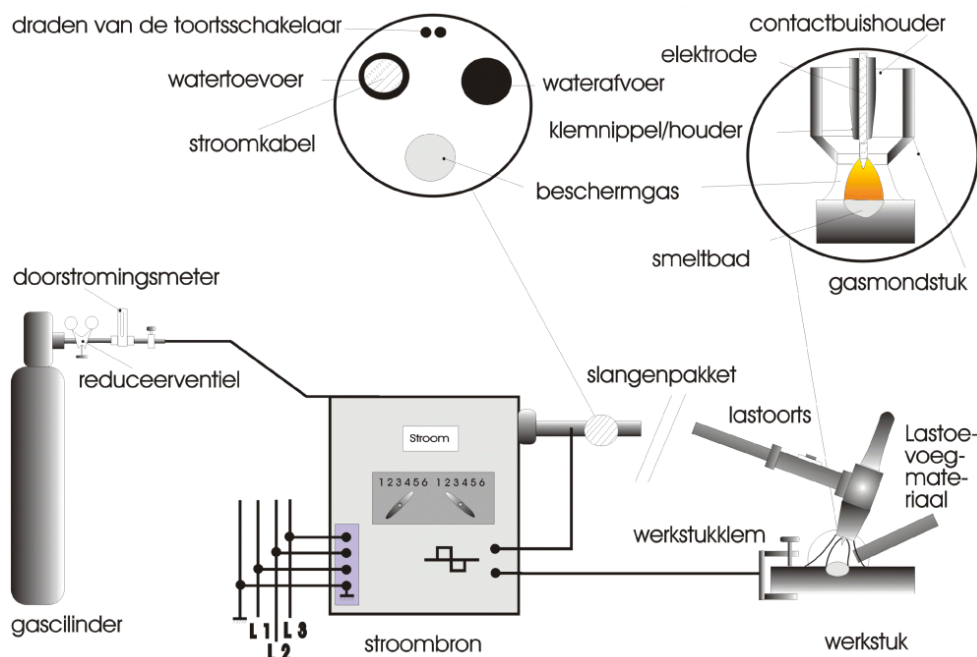 draden van de toortsschakelaar
watertoevoer
stroomkabel
waterafvoer
beschermgas
contactbuishouder
elektrode
klemnippel/houder
smeltbad
gasmondstuk
doorstromingsmeter
reduceerventiel
gascilinder
slangenpakket
lastoorts
Lastoe-
voeg-
mate-
riaal
Stroom
1 2 3 4 5 6 1 2 3 4 5 6
werkstukklem
L 1 L 3
L 2
stroombron
werkstuk